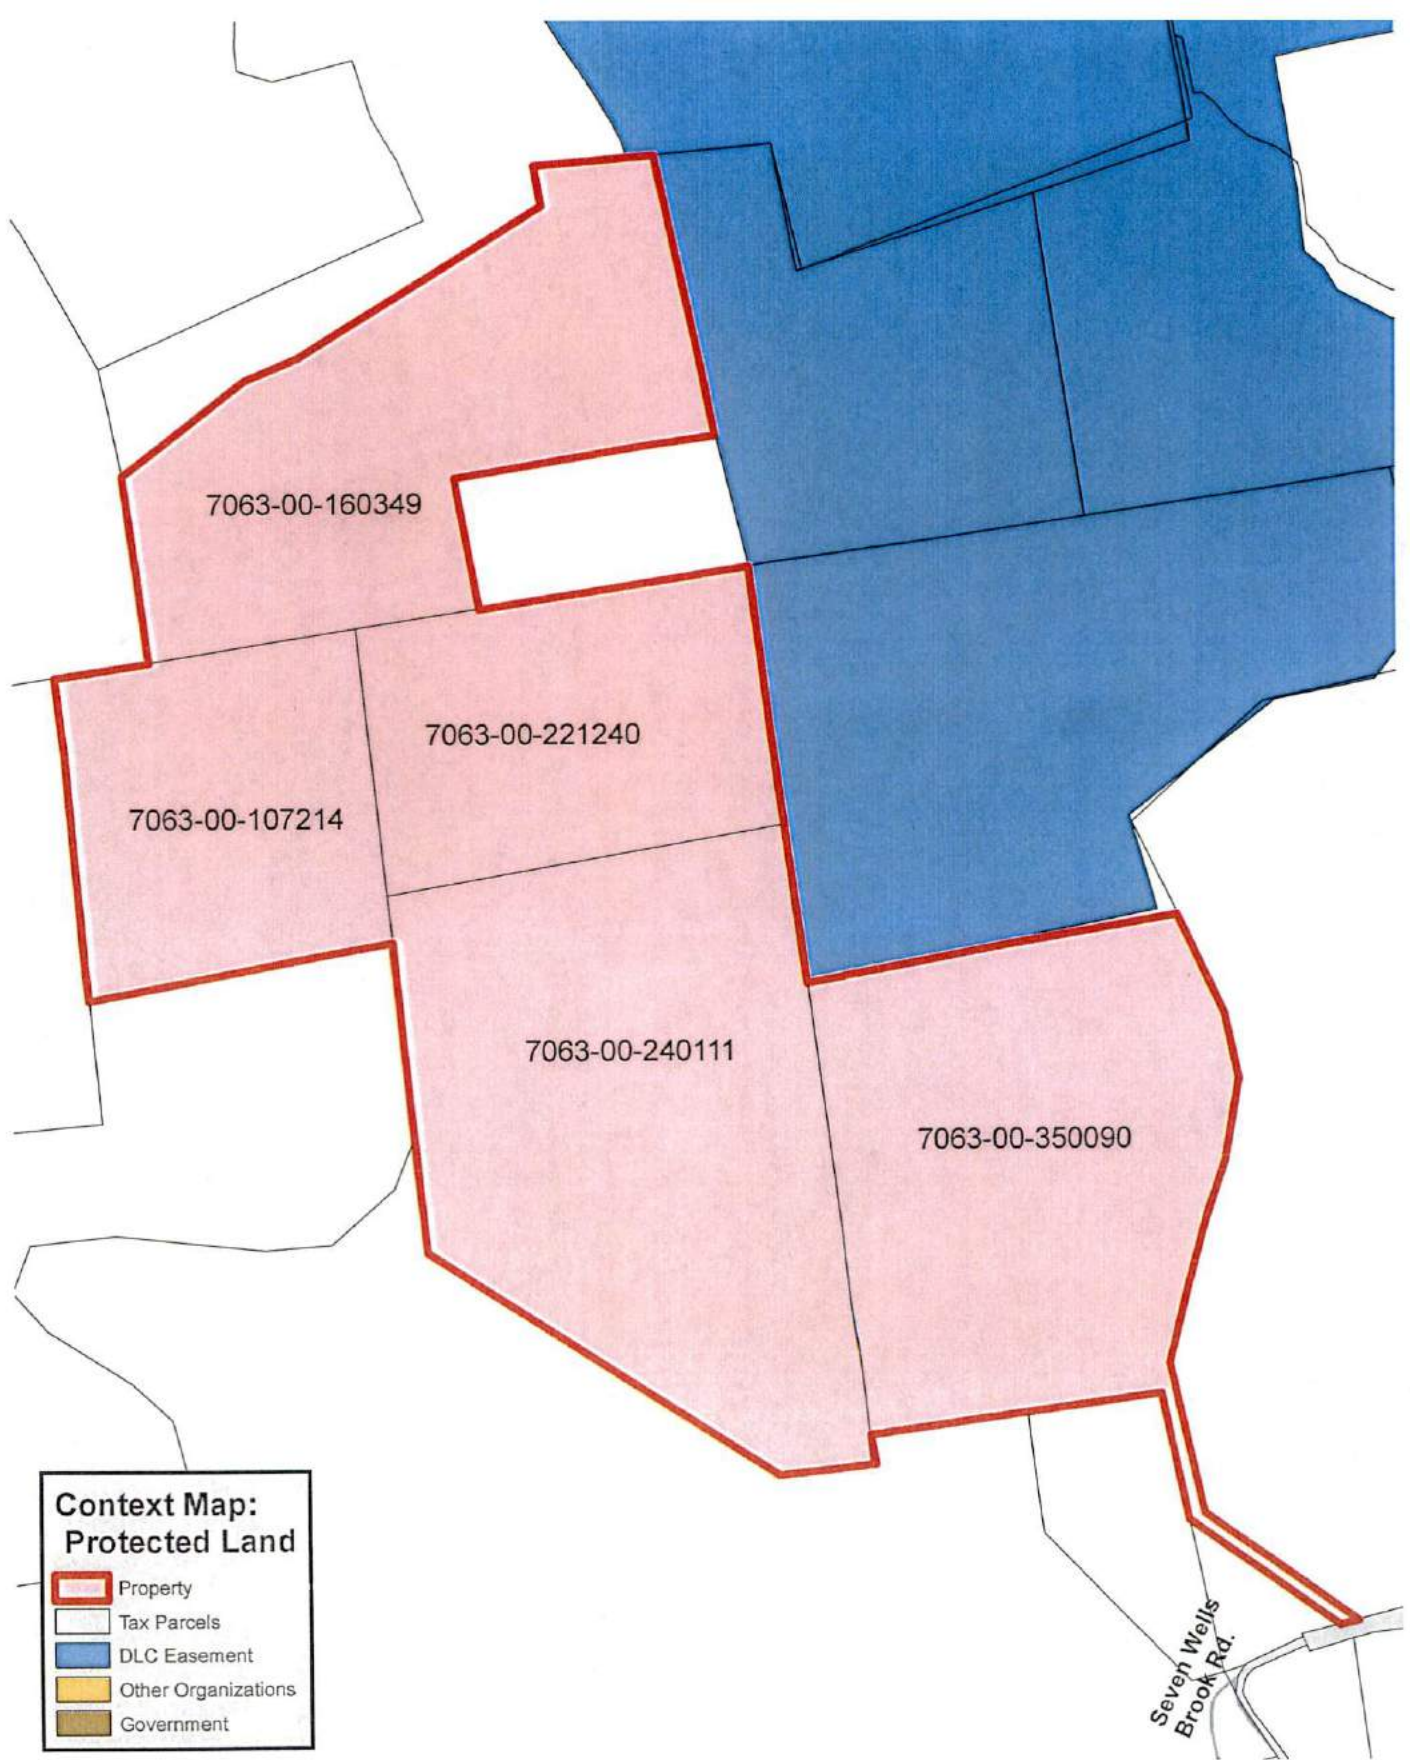 7063-00-160349
7063-00-221240
7063-00-107214
7063-00-240111
7063-00-350090
Context Map:
Protected Land
Property
Tax Parcels
DLC Easement
Other Organizations
Government
Seven Wells
Brook Rd.